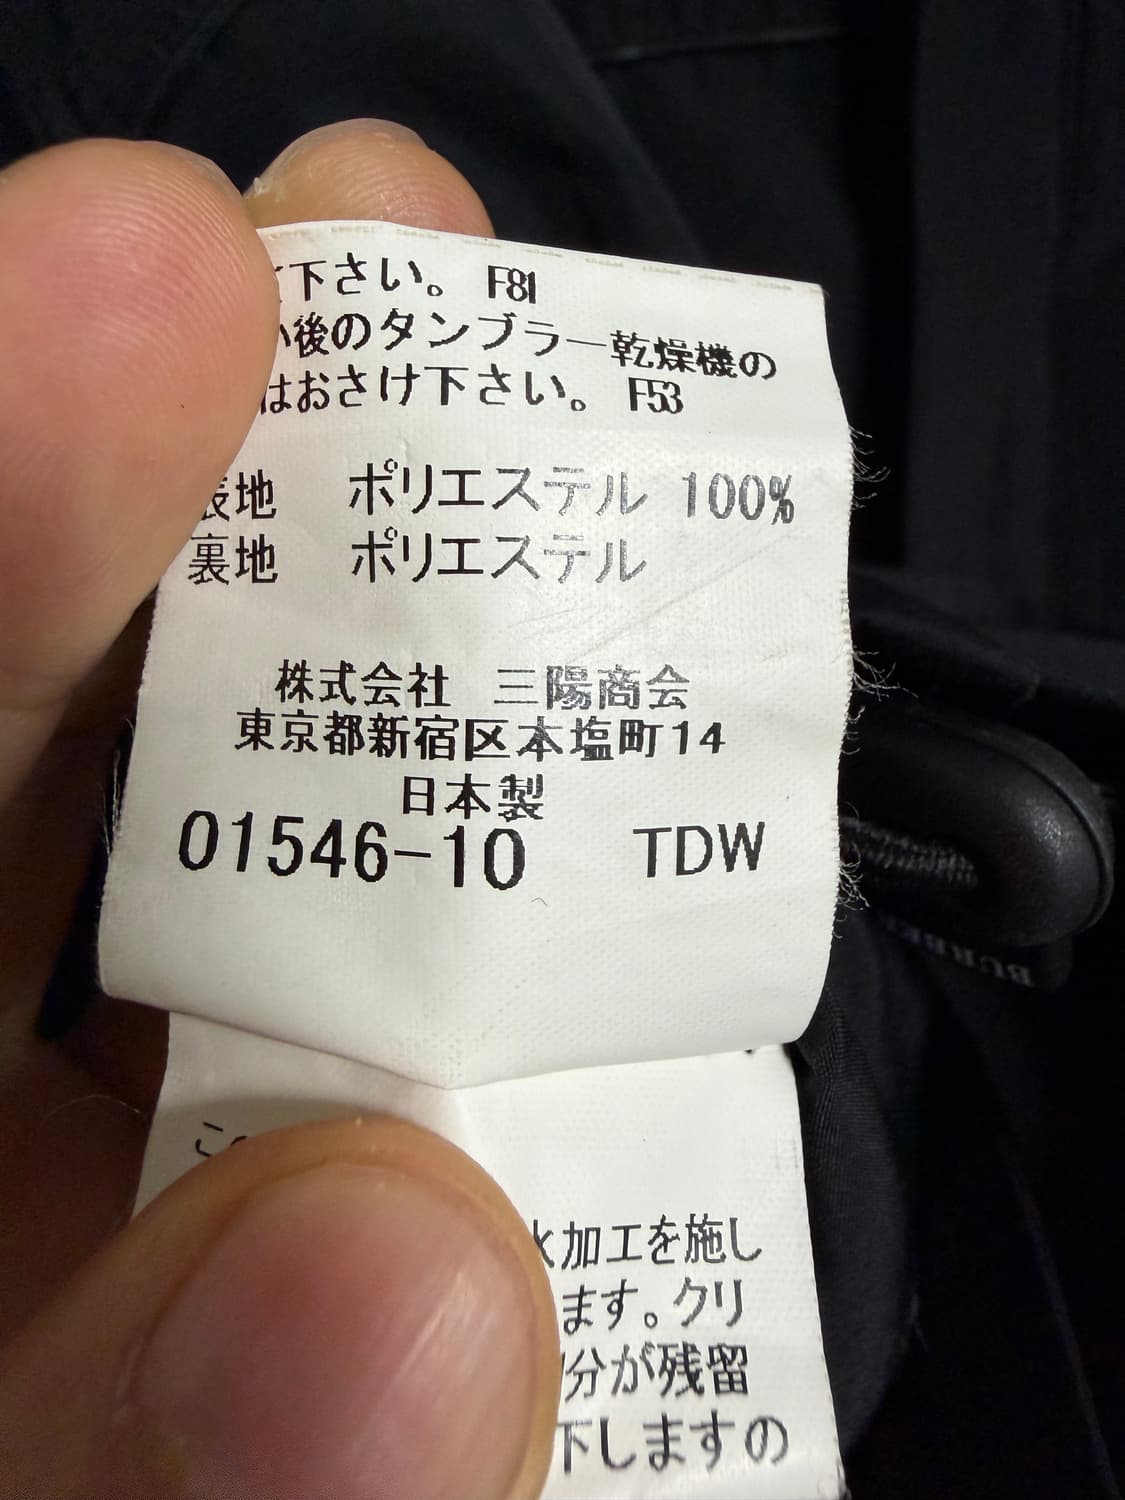 下さい。 F81
後のタンブラー乾燥機の
はおさけ下さい。 F53
表地 ポリエステル 100%
裏地 ポリエステル
株式会社 三陽商会
東京都新宿区本塩町14
日本製
01546-10 TDW
BURBE
こ
加工を施し
ます。クリ
分が残留
下しますの